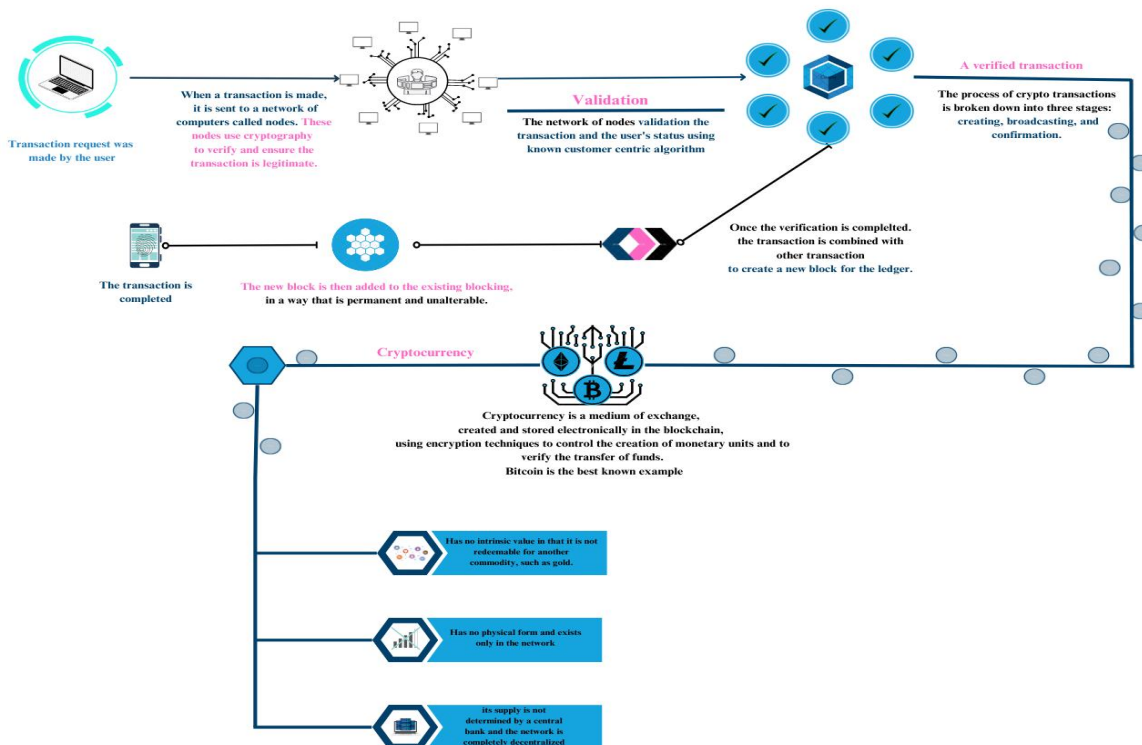 Transaction request was
made by the user
When a transaction is made,
it is sent to a network of
computers called nodes. These
nodes use cryptography
to verify and ensure the
transaction is legitimate.
Validation
The network of nodes validation the
transaction and the user's status using
known customer centric algorithm
A verified transaction
The process of crypto transactions
is broken down into three stages:
creating, broadcasting, and
confirmation.
Once the verification is complelted.
the transaction is combined with
other transaction
to create a new block for the ledger.
The new block is then added to the existing blocking,
in a way that is permanent and unalterable.
The transaction is
completed
Cryptocurrency
Cryptocurrency is a medium of exchange,
created and stored electronically in the blockchain,
using encryption techniques to control the creation of monetary units and to
verify the transfer of funds.
Bitcoin is the best known example
Has no intrinsic value in that it is not
redeemable for another
commodity, such as gold.
Has no physical form and exists
only in the network
its supply is not
determined by a central
bank and the network is
completely decentralized